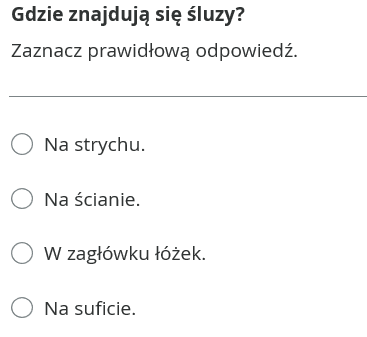 Gdzie znajdują się śluzy?
Zaznacz prawidłową odpowiedź.
Na strychu.
Na ścianie.
W zagłówku łóżek.
Na suficie.